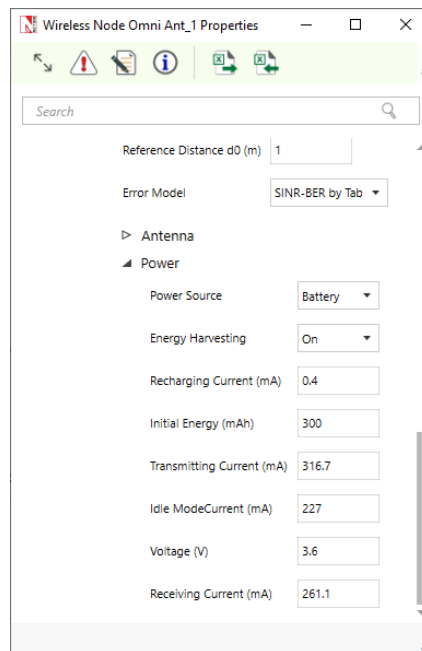 Wireless Node Omni Ant_1 Properties
Search
Reference Distance d0 (m) 1
Error Model SINR-BER by Tab
Antenna
Power
Power Source Battery
Energy Harvesting On
Recharging Current (mA) 0.4
Initial Energy (mAh) 300
Transmitting Current (mA) 316.7
Idle ModeCurrent (mA) 227
Voltage (V) 3.6
Receiving Current (mA) 261.1